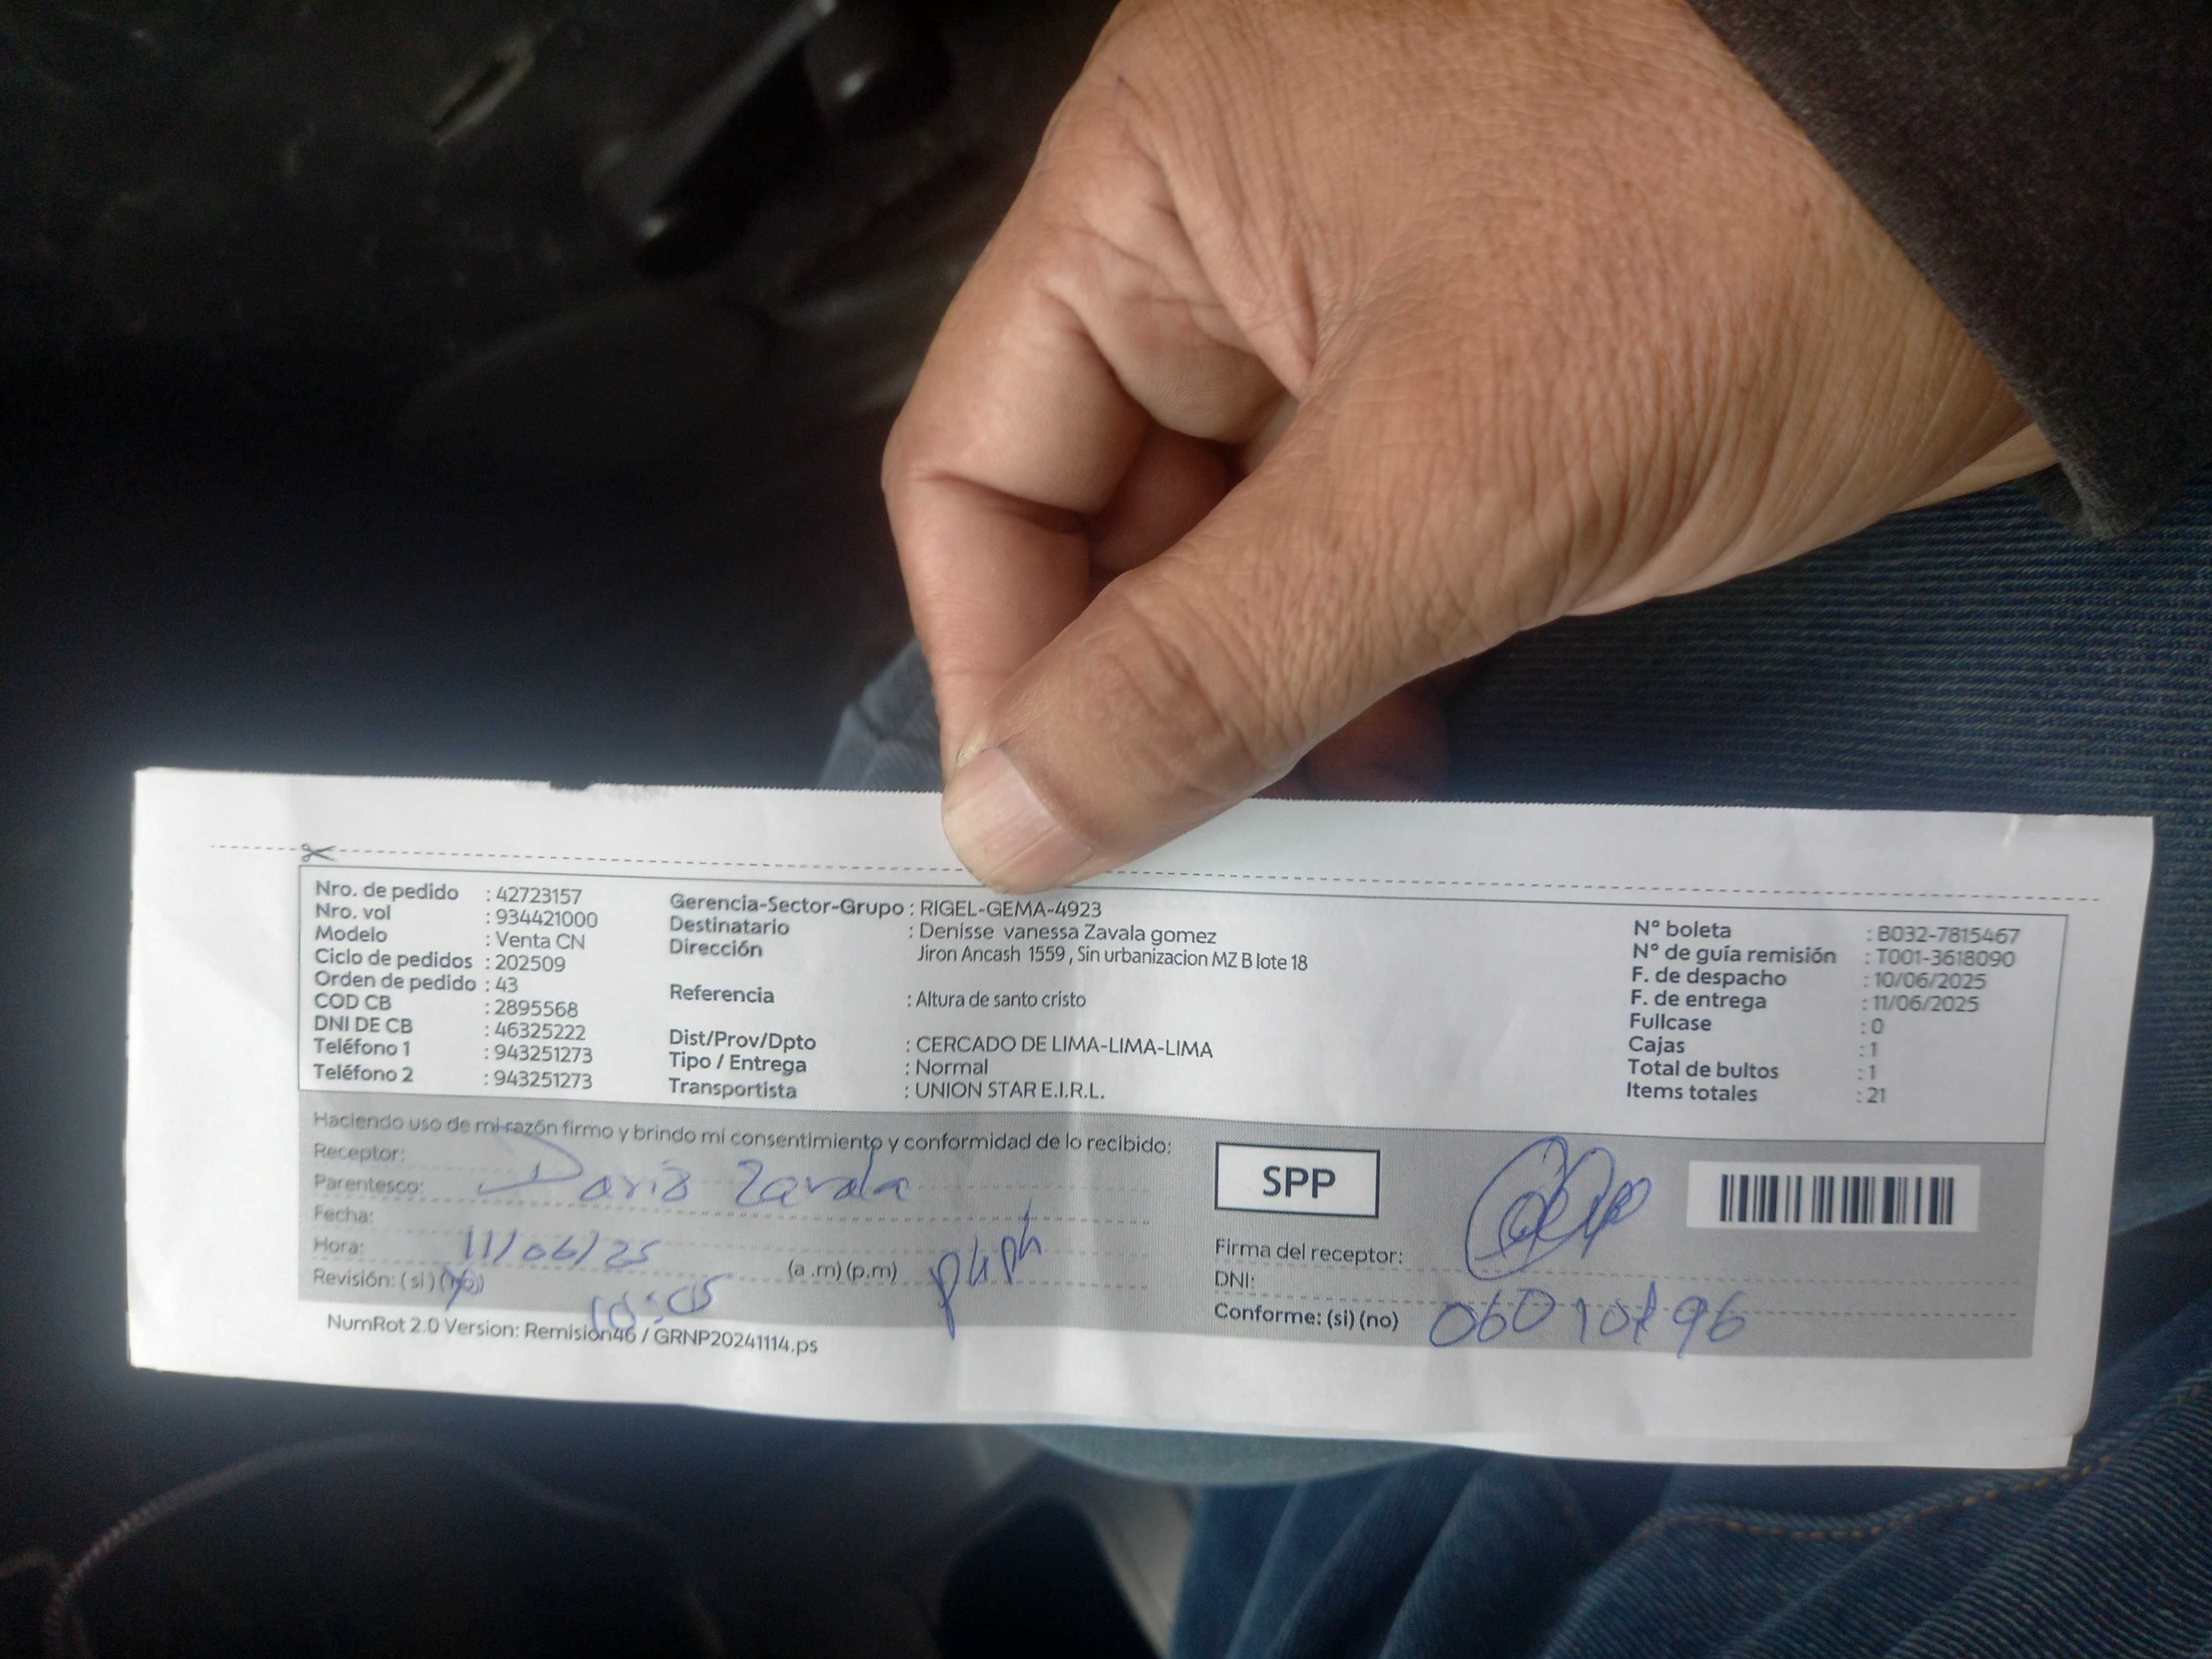 Nro. de pedido : 42723157
Nro. vol : 934421000
Modelo : Venta CN
Ciclo de pedidos : 202509
Orden de pedido : 43
COD CB : 2895568
DNI DE CB : 46325222
Teléfono 1 : 943251273
Teléfono 2 : 943251273
Gerencia-Sector-Grupo : RIGEL-GEMA-4923
Destinatario : Denisse vanessa Zavala gomez
Dirección Jiron Ancash 1559 , Sin urbanizacion MZ B lote 18
Referencia : Altura de santo cristo
Dist/Prov/Dpto : CERCADO DE LIMA-LIMA-LIMA
Tipo / Entrega : Normal
Transportista : UNION STAR E.I.R.L.
N° boleta : B032-7815467
N° de guía remisión : T001-3618090
F. de despacho : 10/06/2025
F. de entrega : 11/06/2025
Fullcase : 0
Cajas : 1
Total de bultos : 1
Items totales : 21
Haciendo uso de mi razón firmo y brindo mi consentimiento y conformidad de lo recibido:
Receptor:
Parentesco: Zavala
Fecha:
Hora: 11/06/25 (a .m) (p.m)
Revisión: ( si ) (no) 10:05
SPP
Firma del receptor:
DNI:
Conforme: (si) (no)
NumRot 2.0 Version: Remision46 / GRNP20241114.ps